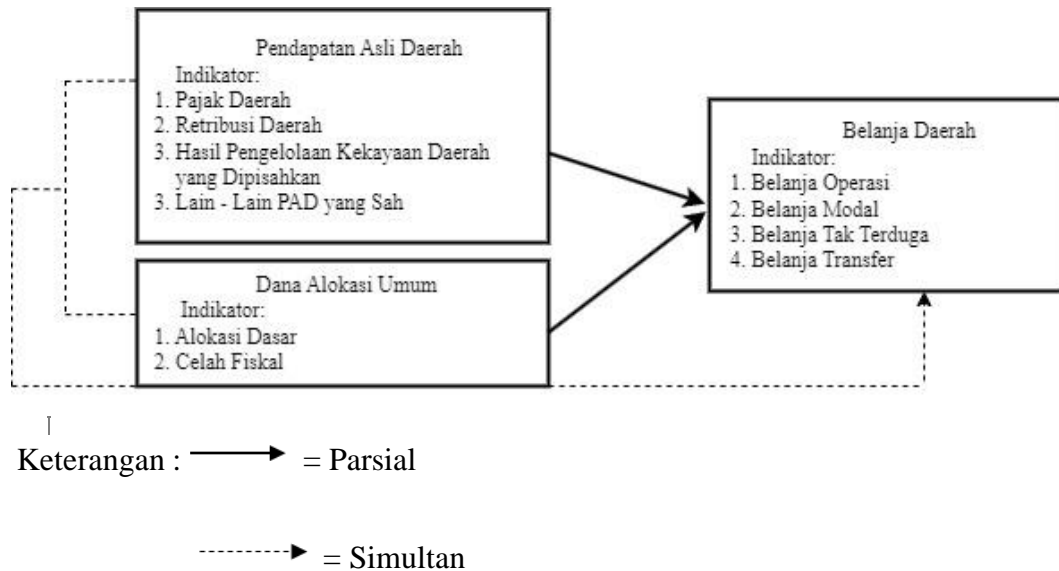 Pendapatan Asli Daerah
Indikator:
1. Pajak Daerah
2. Retribusi Daerah
3. Hasil Pengelolaan Kekayaan Daerah
yang Dipisahkan
3. Lain - Lain PAD yang Sah
Dana Alokasi Umum
Indikator:
1. Alokasi Dasar
2. Celah Fiskal
Belanja Daerah
Indikator:
1. Belanja Operasi
2. Belanja Modal
3. Belanja Tak Terduga
4. Belanja Transfer
Keterangan : = Parsial
= Simultan